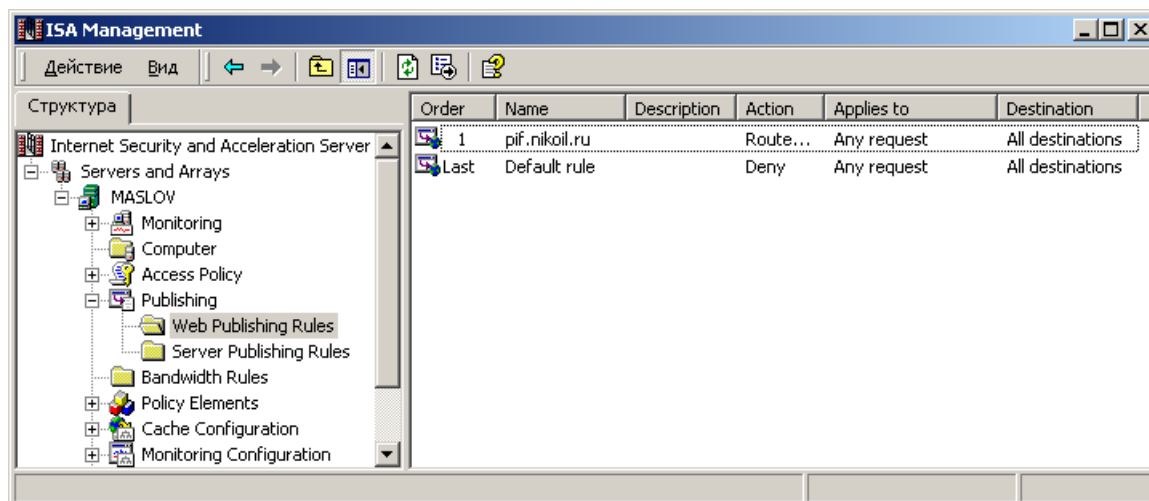 ISA Management
Действие Вид
Структура
Order Name Description Action Applies to Destination
Internet Security and Acceleration Server
Servers and Arrays
MASLOV
Monitoring
Computer
Access Policy
Publishing
Web Publishing Rules
Server Publishing Rules
Bandwidth Rules
Policy Elements
Cache Configuration
Monitoring Configuration
1 pif.nikoil.ru Route... Any request All destinations
Last Default rule Deny Any request All destinations